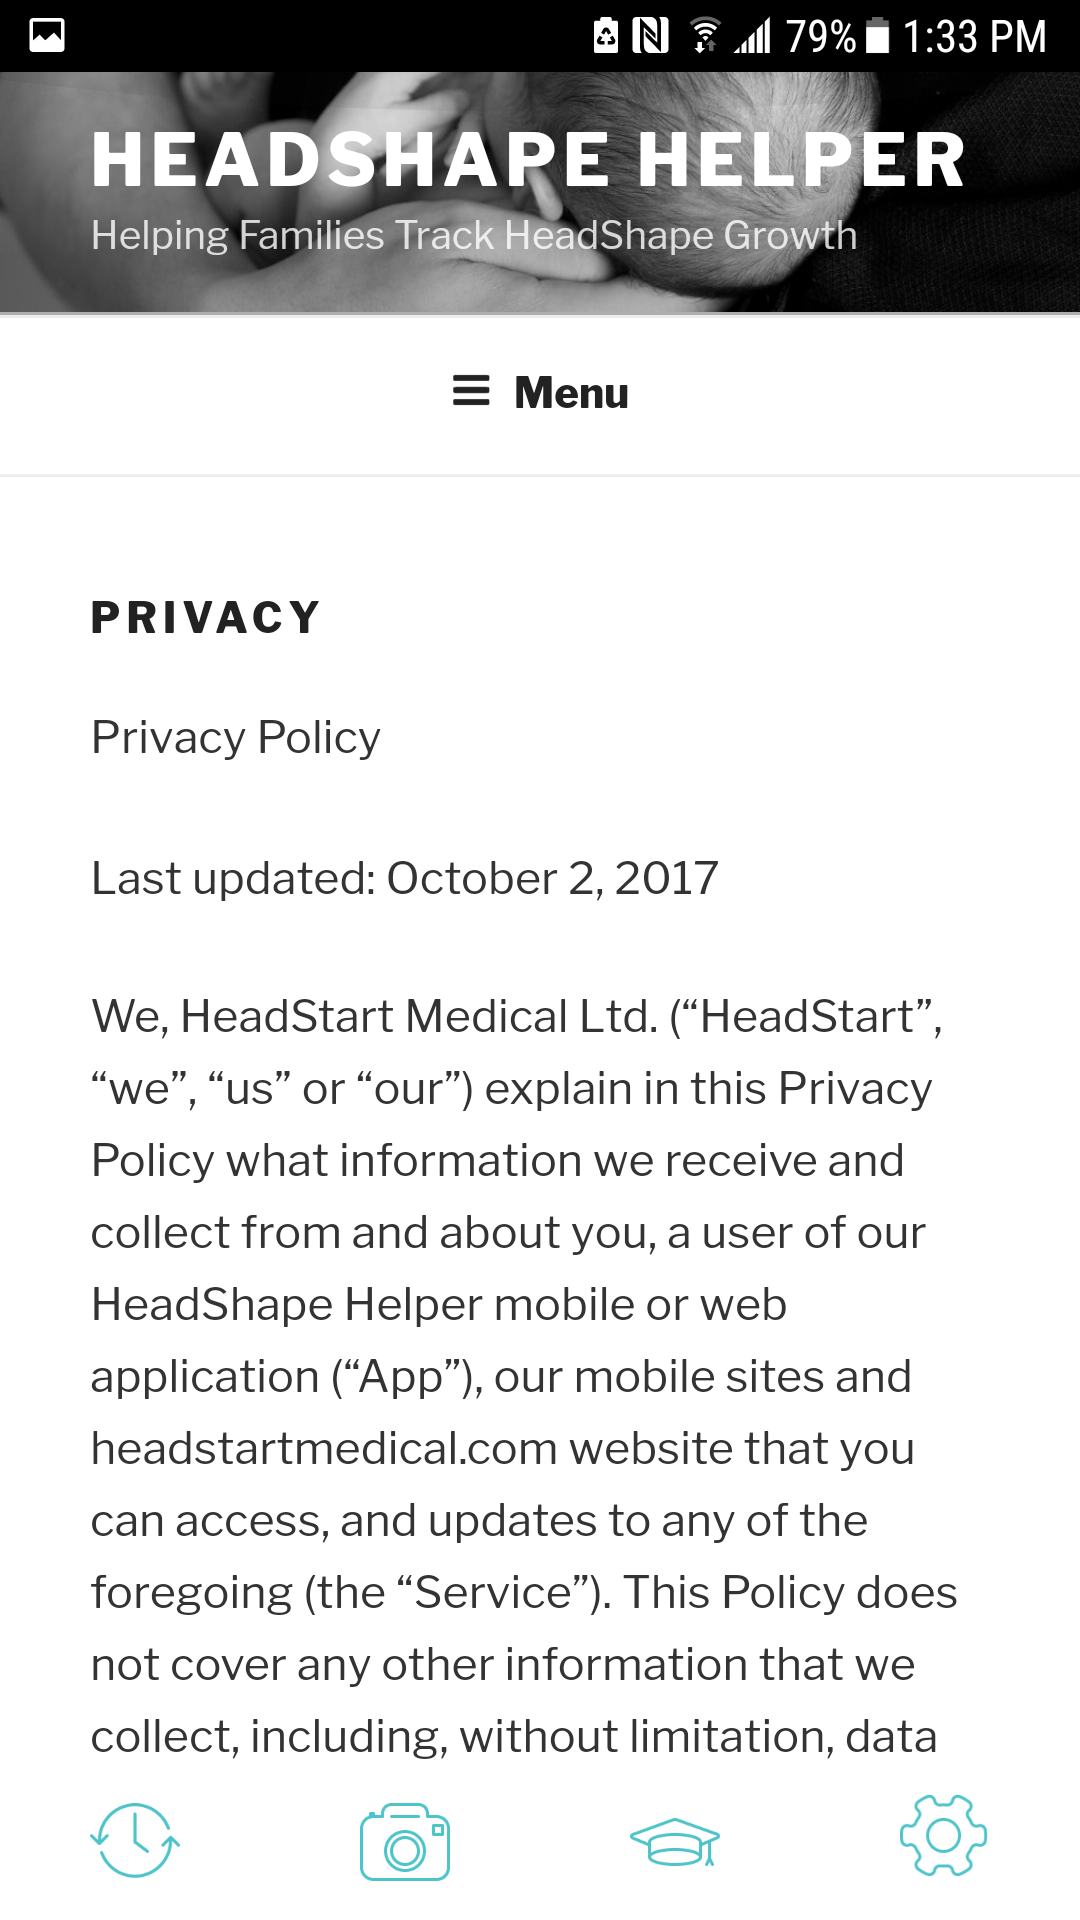 79% 1:33 PM
HEADSHAPE HELPER
Helping Families Track HeadShape Growth
Menu
PRIVACY
Privacy Policy
Last updated: October 2, 2017
We, HeadStart Medical Ltd. (“HeadStart”,
“we”, “us” or “our”) explain in this Privacy
Policy what information we receive and
collect from and about you, a user of our
HeadShape Helper mobile or web
application (“App”), our mobile sites and
headstartmedical.com website that you
can access, and updates to any of the
foregoing (the “Service”). This Policy does
not cover any other information that we
collect, including, without limitation, data